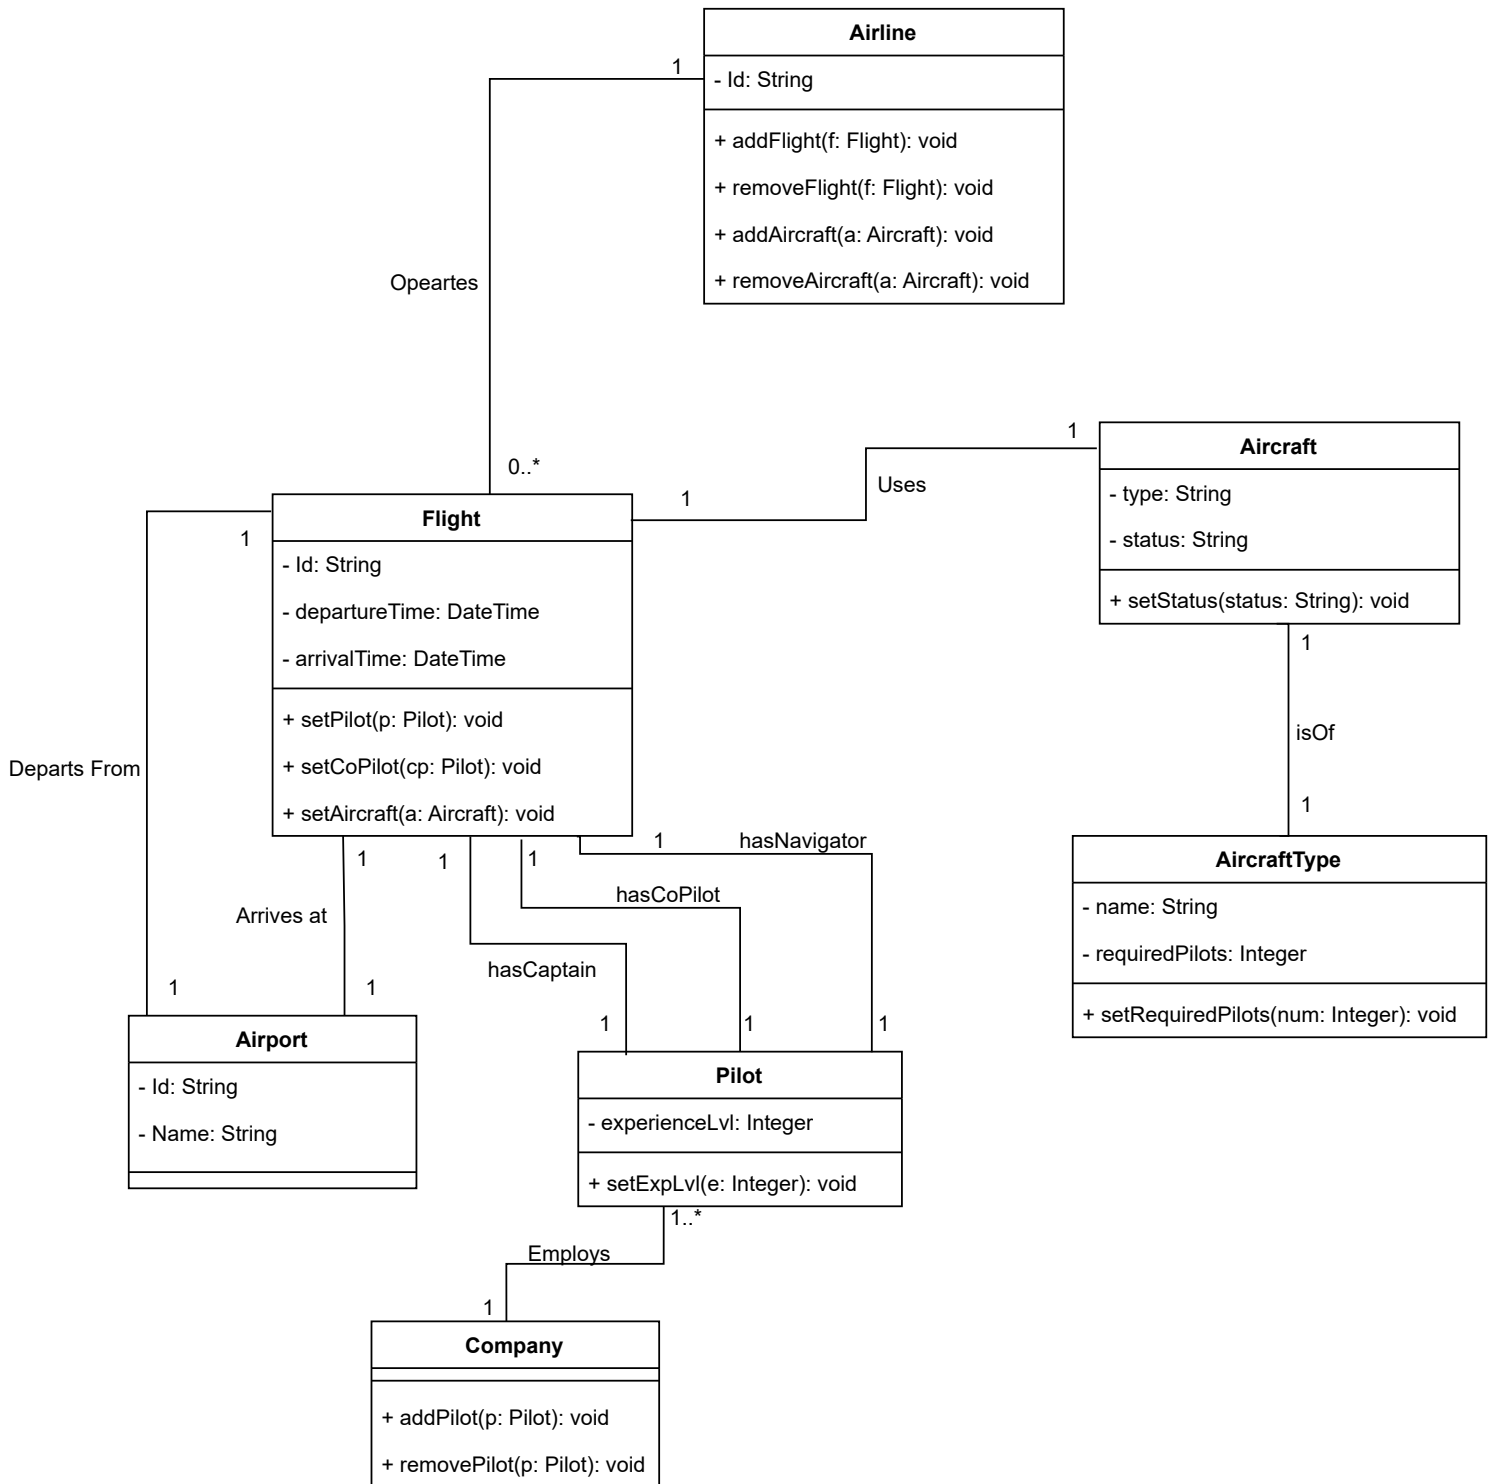 Airline
- Id: String
+ addFlight(f: Flight): void
+ removeFlight(f: Flight): void
+ addAircraft(a: Aircraft): void
+ removeAircraft(a: Aircraft): void
1
Opeartes
0..*
Flight
- Id: String
- departureTime: DateTime
- arrivalTime: DateTime
+ setPilot(p: Pilot): void
+ setCoPilot(cp: Pilot): void
+ setAircraft(a: Aircraft): void
1
Uses
1
Aircraft
- type: String
- status: String
+ setStatus(status: String): void
1
isOf
1
AircraftType
- name: String
- requiredPilots: Integer
+ setRequiredPilots(num: Integer): void
1
Departs From
1
1
Arrives at
1
Airport
- Id: String
- Name: String
1
hasCaptain
1
1
hasCoPilot
1
1
hasNavigator
1
Pilot
- experienceLvl: Integer
+ setExpLvl(e: Integer): void
1..*
Employs
1
Company
+ addPilot(p: Pilot): void
+ removePilot(p: Pilot): void